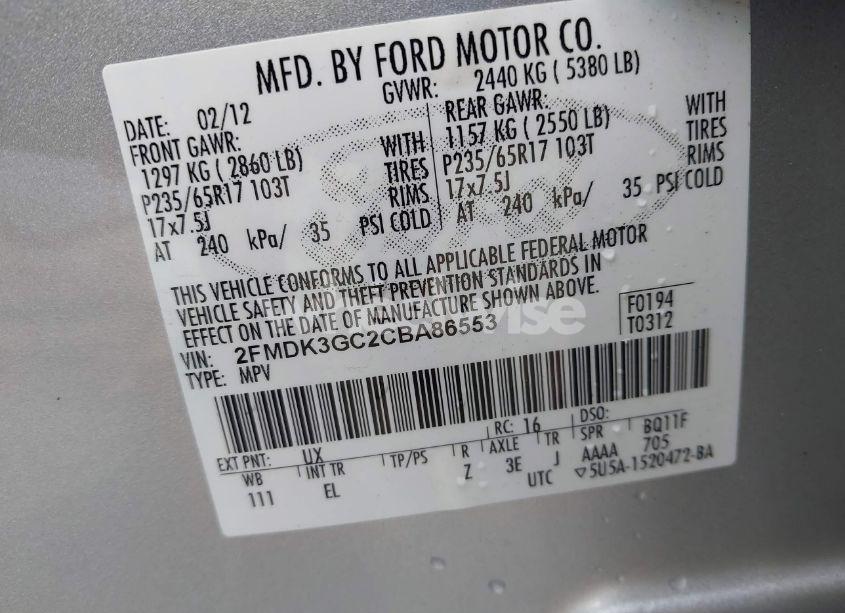 MFD. BY FORD MOTOR CO.
DATE: 02/12 GVWR: 2440 KG ( 5380 LB)
FRONT GAWR: REAR GAWR:
1297 KG ( 2860 LB) WITH 1157 KG ( 2550 LB) WITH
P235/65R17 103T TIRES P235/65R17 103T TIRES
17x7.5J RIMS 17x7.5J RIMS
AT 240 kPa/ 35 PSI COLD AT 240 kPa/ 35 PSI COLD
THIS VEHICLE CONFORMS TO ALL APPLICABLE FEDERAL MOTOR
VEHICLE SAFETY AND THEFT PREVENTION STANDARDS IN
EFFECT ON THE DATE OF MANUFACTURE SHOWN ABOVE.
VIN: 2FMDK3GC2CBA86553 F0194
TYPE: MPV T0312
EXT PNT: UX RC: 16 DSO:
WB INT TR TP/PS R AXLE TR SPR BQ11F
111 EL Z 3E J AAAA 705
UTC ▽5U5A-1520472-BA